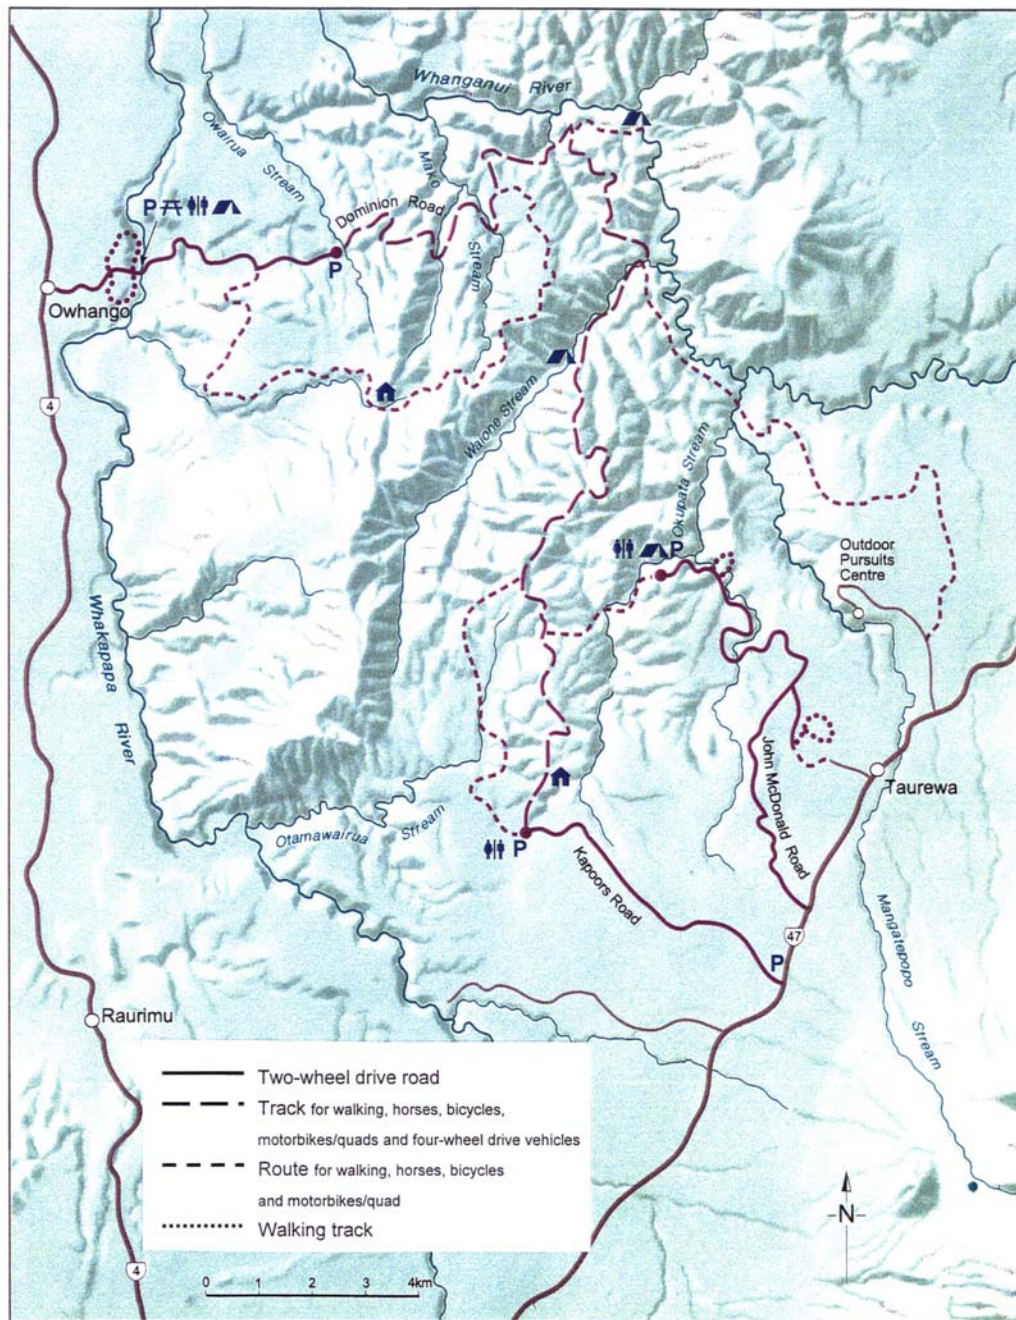 Whanganui River
Owairua Stream
Mako Stream
P
Dominion Road
P
Owhango
4
Waione Stream
Okupata Stream
P
Outdoor
Pursuits
Centre
Whakapapa River
John McDonald Road
Taurewa
Otamawairua Stream
P
Kapoors Road
Mangatepopo Stream
47
P
Raurimu
Two-wheel drive road
Track for walking, horses, bicycles,
motorbikes/quads and four-wheel drive vehicles
Route for walking, horses, bicycles
and motorbikes/quad
Walking track
N
4
0 1 2 3 4km